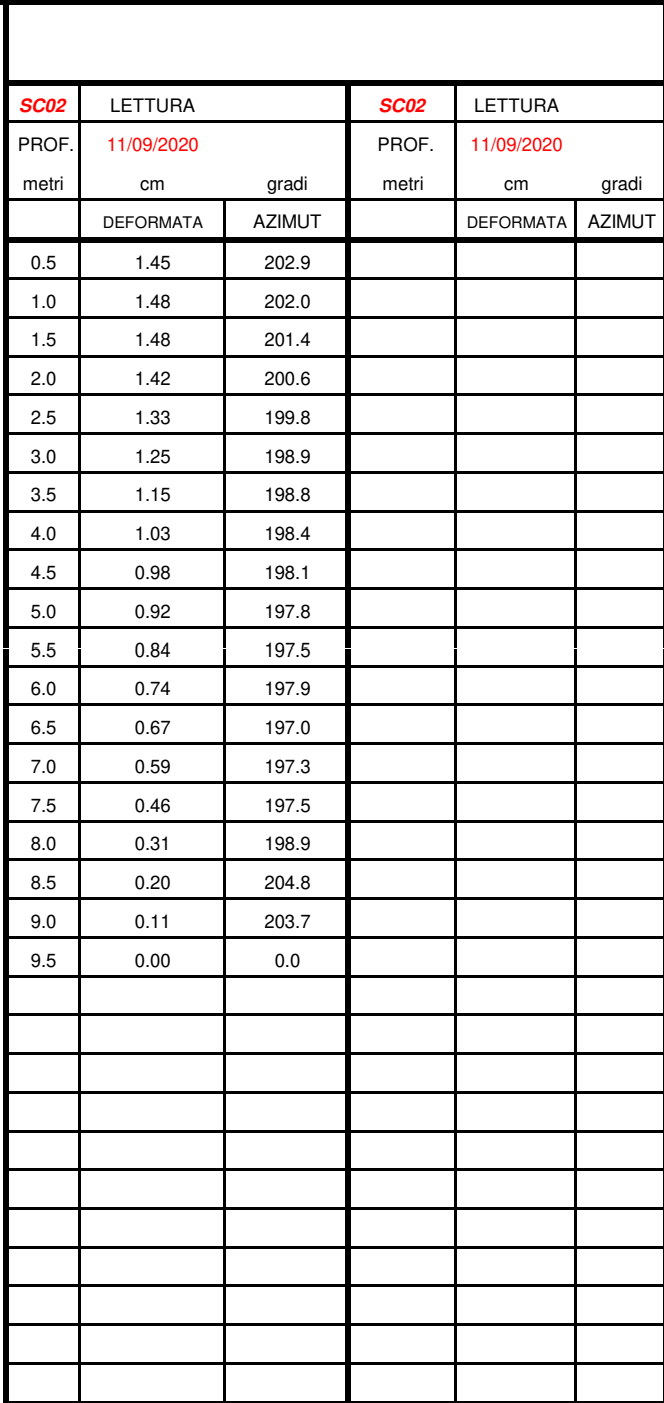 SC02 LETTURA SC02 LETTURA
PROF. 11/09/2020 PROF. 11/09/2020
metri cm gradi metri cm gradi
DEFORMATA AZIMUT DEFORMATA AZIMUT
0.5 1.45 202.9
1.0 1.48 202.0
1.5 1.48 201.4
2.0 1.42 200.6
2.5 1.33 199.8
3.0 1.25 198.9
3.5 1.15 198.8
4.0 1.03 198.4
4.5 0.98 198.1
5.0 0.92 197.8
5.5 0.84 197.5
6.0 0.74 197.9
6.5 0.67 197.0
7.0 0.59 197.3
7.5 0.46 197.5
8.0 0.31 198.9
8.5 0.20 204.8
9.0 0.11 203.7
9.5 0.00 0.0